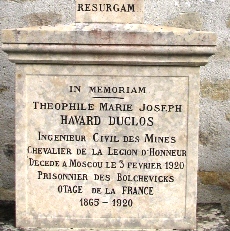 RESURGAM
IN MEMORIAM
THEOPHILE MARIE JOSEPH
HAVARD DUCLOS
INGENIEUR CIVIL DES MINES
CHEVALIER DE LA LEGION D'HONNEUR
DECEDE A MOSCOU LE 3 FEVRIER 1920
PRISONNIER DES BOLCHEVICKS
OTAGE DE LA FRANCE
1865-1920